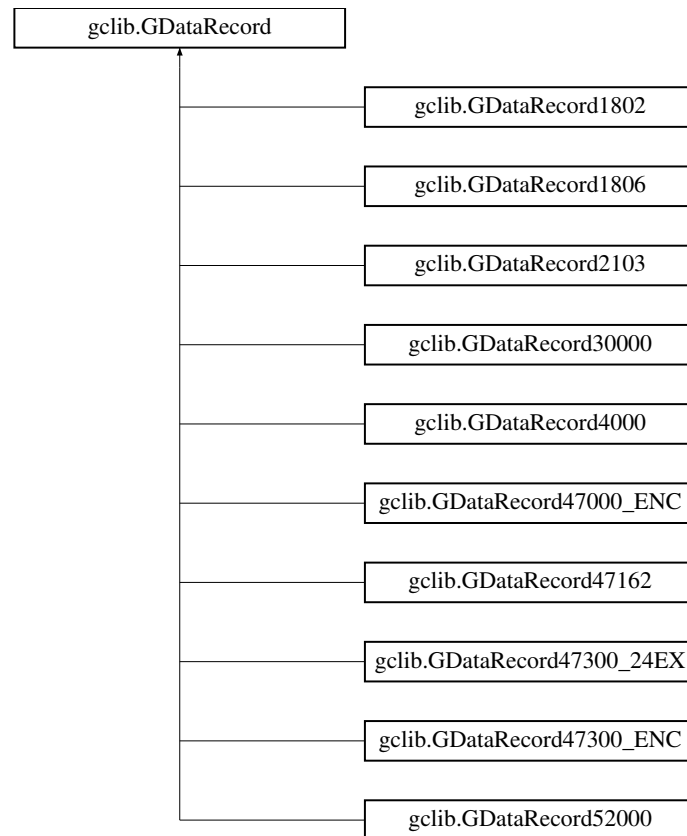 gclib.GDataRecord
gclib.GDataRecord1802
gclib.GDataRecord1806
gclib.GDataRecord2103
gclib.GDataRecord30000
gclib.GDataRecord4000
gclib.GDataRecord47000_ENC
gclib.GDataRecord47162
gclib.GDataRecord47300_24EX
gclib.GDataRecord47300_ENC
gclib.GDataRecord52000